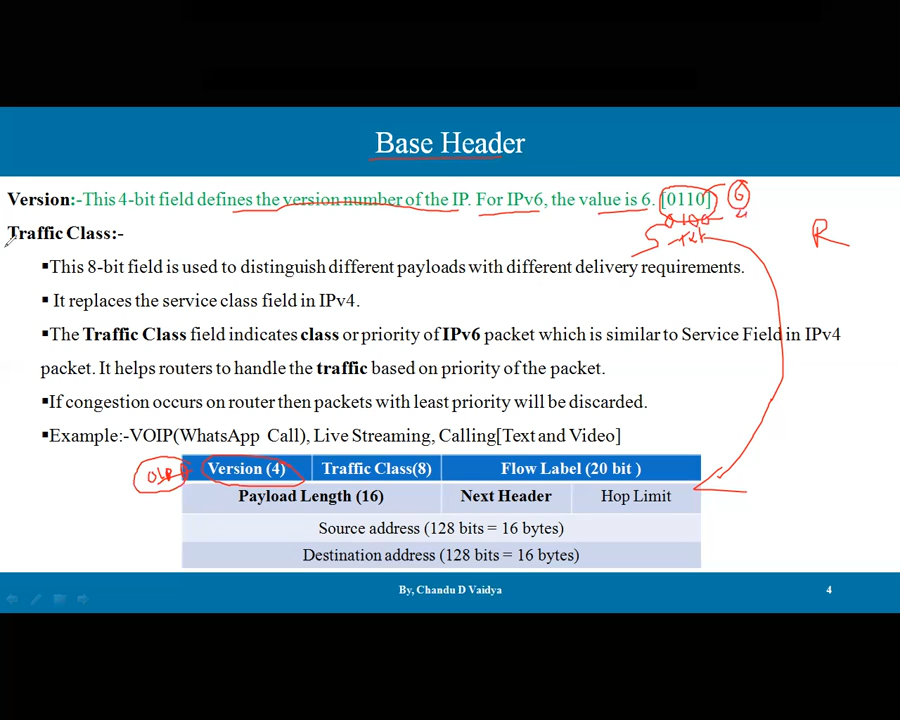 Base Header
Version:-This 4-bit field defines the version number of the IP. For IPv6, the value is 6. [0110] 6
0100 4
Traffic Class:- R
▪This 8-bit field is used to distinguish different payloads with different delivery requirements.
▪ It replaces the service class field in IPv4.
▪The Traffic Class field indicates class or priority of IPv6 packet which is similar to Service Field in IPv4
packet. It helps routers to handle the traffic based on priority of the packet.
▪If congestion occurs on router then packets with least priority will be discarded.
▪Example:-VOIP(WhatsApp Call), Live Streaming, Calling[Text and Video]
Version (4) Traffic Class(8) Flow Label (20 bit )
Payload Length (16) Next Header Hop Limit
Source address (128 bits = 16 bytes)
Destination address (128 bits = 16 bytes)
By, Chandu D Vaidya 4